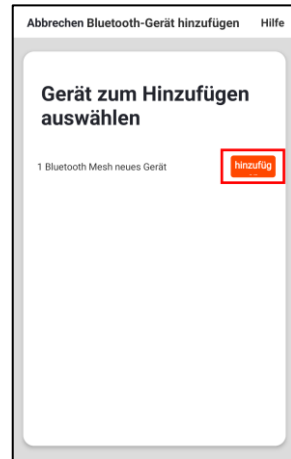 Abbrechen Bluetooth-Gerät hinzufügen Hilfe
Gerät zum Hinzufügen
auswählen
1 Bluetooth Mesh neues Gerät hinzufüg